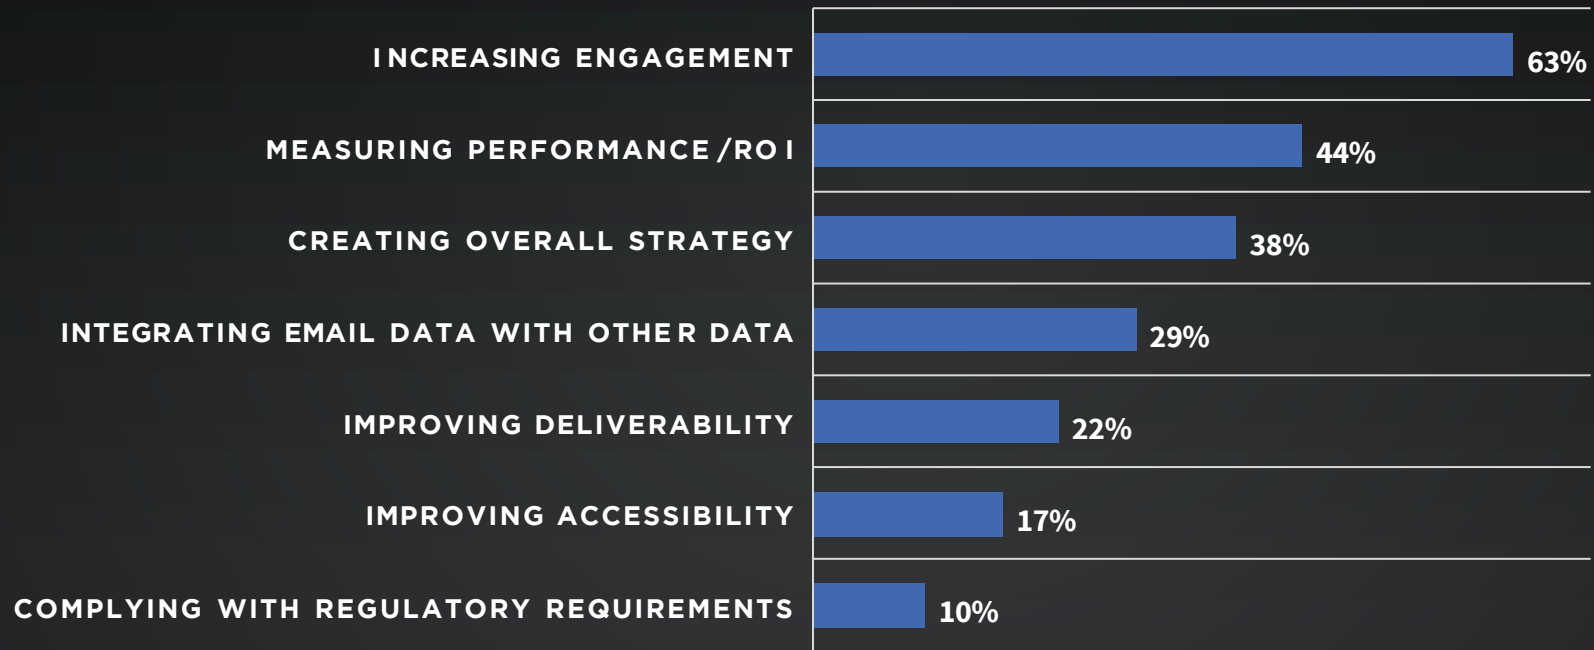 INCREASING ENGAGEMENT 63%
MEASURING PERFORMANCE/ROI 44%
CREATING OVERALL STRATEGY 38%
INTEGRATING EMAIL DATA WITH OTHER DATA 29%
IMPROVING DELIVERABILITY 22%
IMPROVING ACCESSIBILITY 17%
COMPLYING WITH REGULATORY REQUIREMENTS 10%